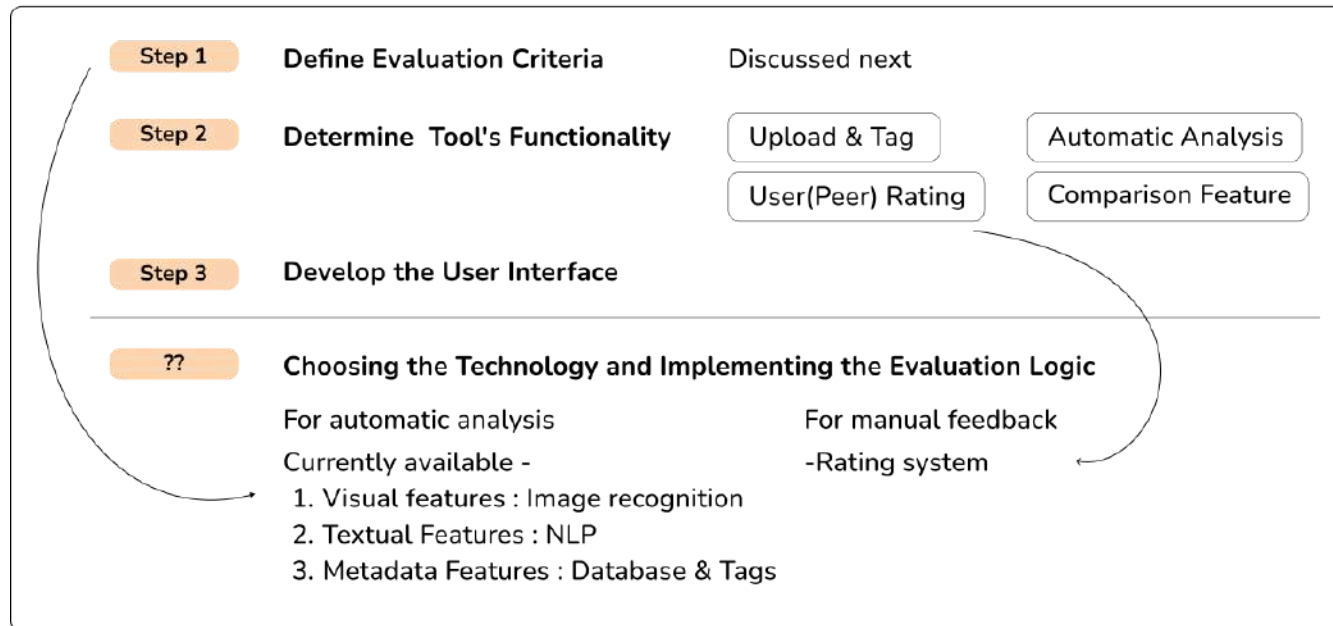 Step 1 Define Evaluation Criteria Discussed next
Step 2 Determine Tool's Functionality Upload & Tag Automatic Analysis
User(Peer) Rating Comparison Feature
Step 3 Develop the User Interface
?? Choosing the Technology and Implementing the Evaluation Logic
For automatic analysis For manual feedback
Currently available - -Rating system
1. Visual features : Image recognition
2. Textual Features : NLP
3. Metadata Features : Database & Tags